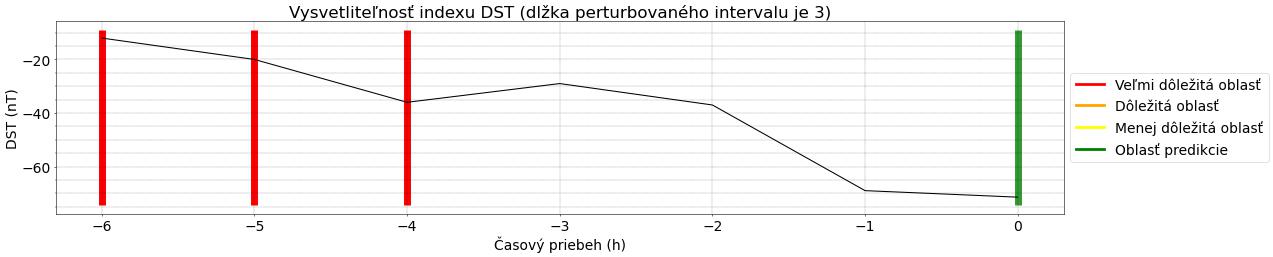 Vysvetliteľnosť indexu DST (dlžka perturbovaného intervalu je 3)
DST (nT)
−20
−40
−60
−6 −5 −4 −3 −2 −1 0
Časový priebeh (h)
Veľmi dôležitá oblasť
Dôležitá oblasť
Menej dôležitá oblasť
Oblasť predikcie